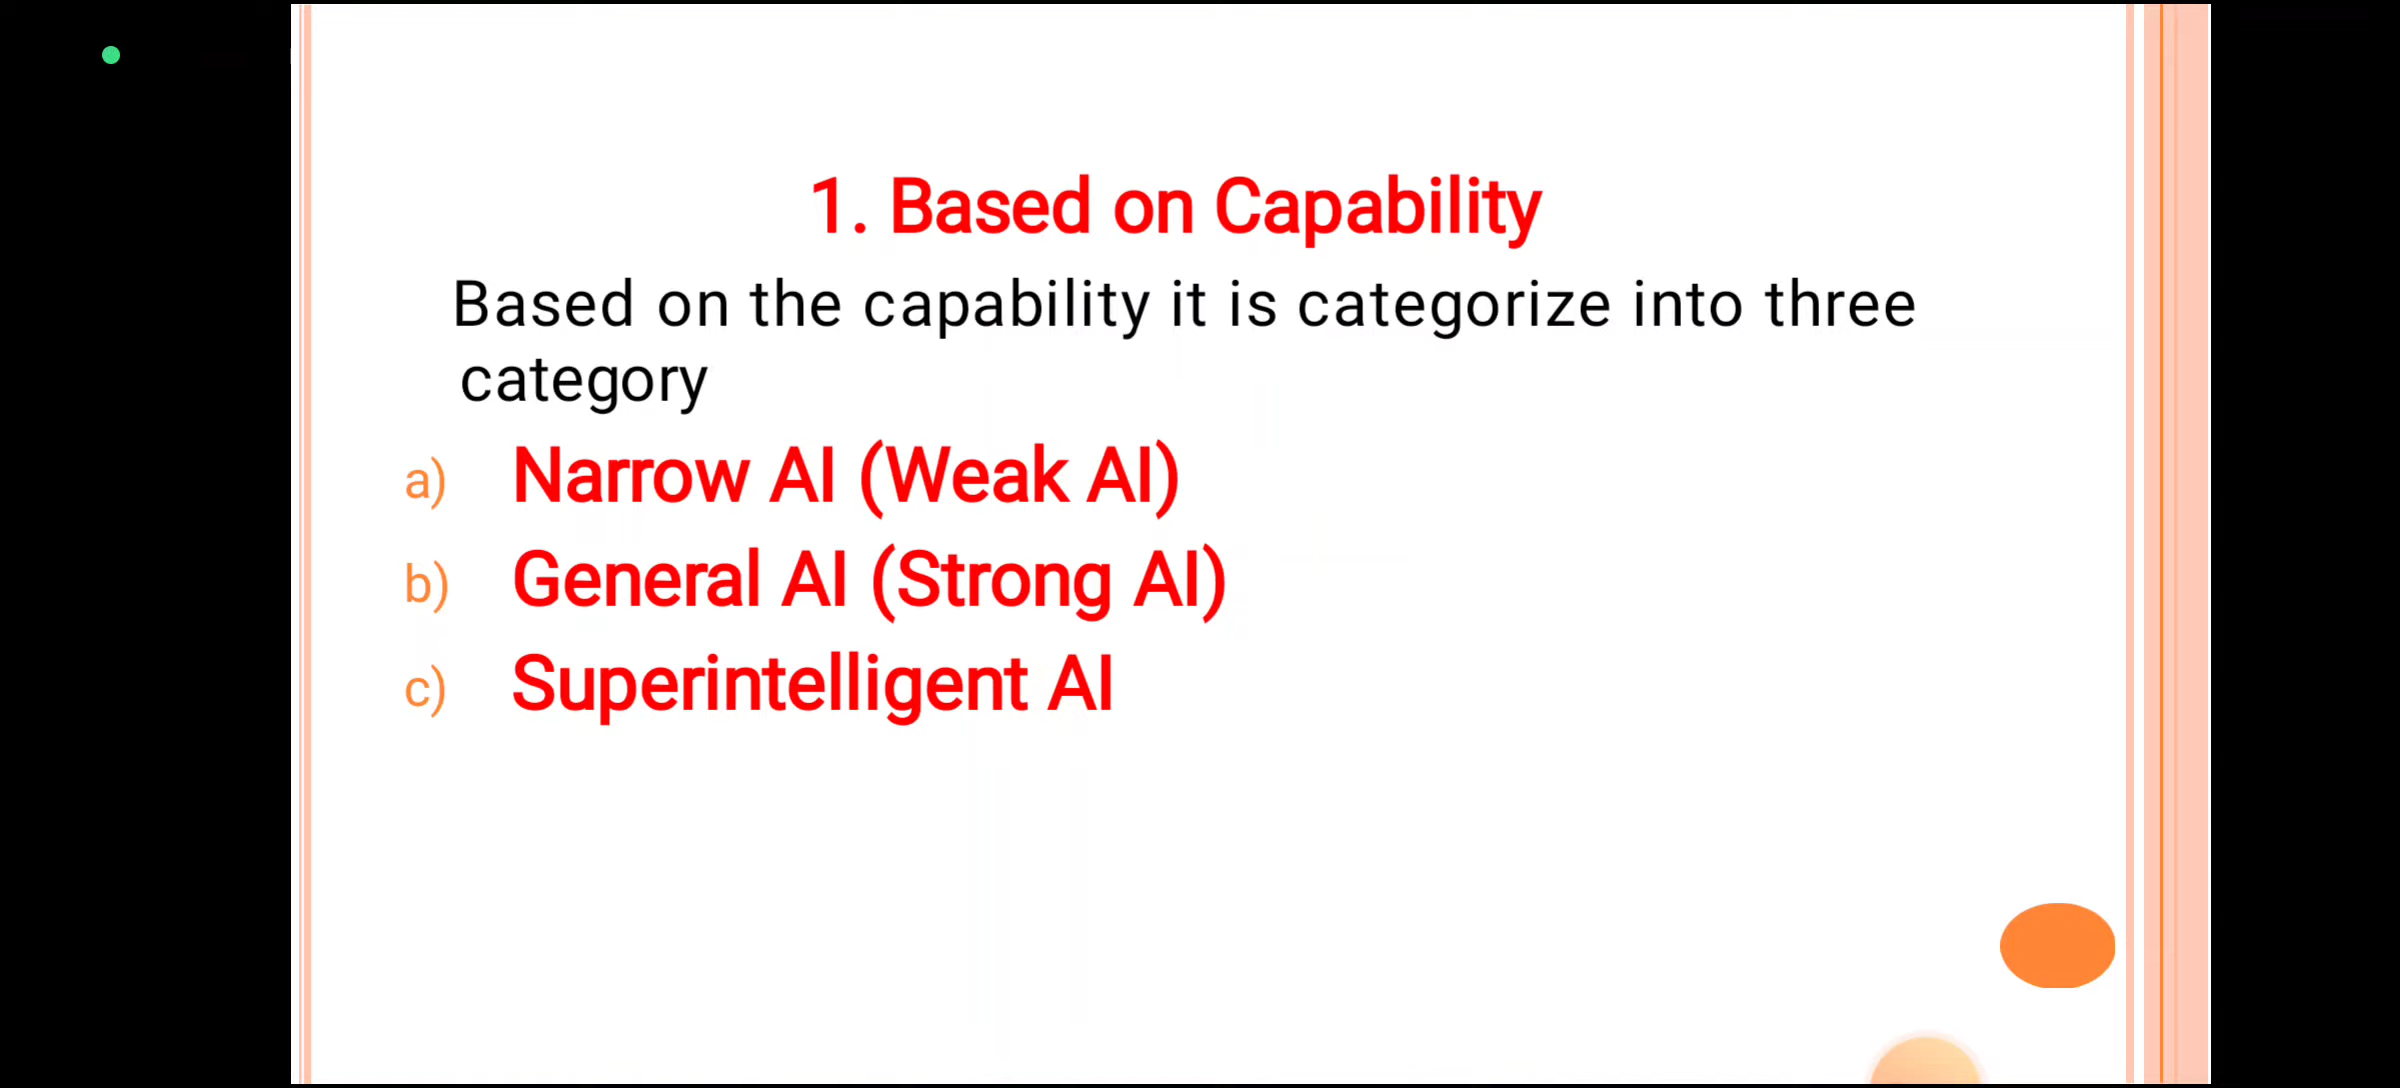 1. Based on Capability
Based on the capability it is categorize into three
category
a) Narrow AI (Weak AI)
b) General AI (Strong AI)
c) Superintelligent AI